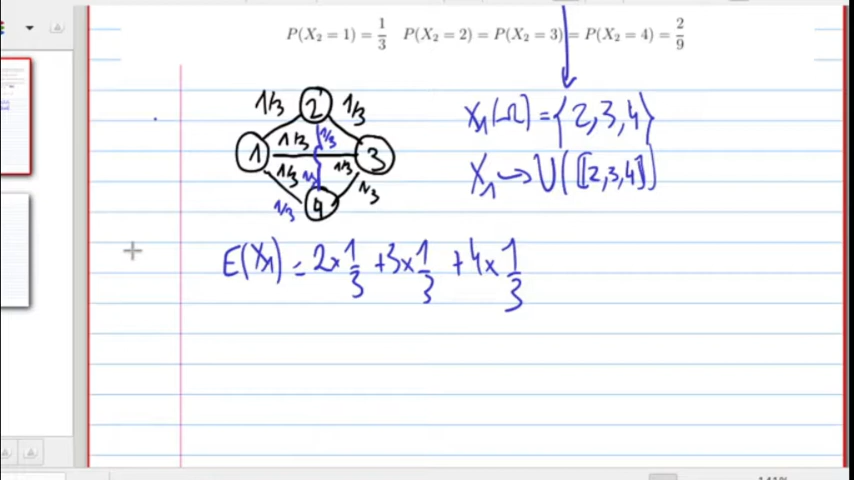 P(X₂ = 1) = 1/3 P(X₂ = 2) = P(X₂ = 3) = P(X₂ = 4) = 2/9
1/3 2 1/3
1 1/3 1/3 1/3 3
1/3 1/3 1/3
1/3 4
X₁(Ω) = {2,3,4}
X₁ ↪ U(⟦2,3,4⟧)
E(X₁) = 2×1/3 + 3×1/3 + 4×1/3